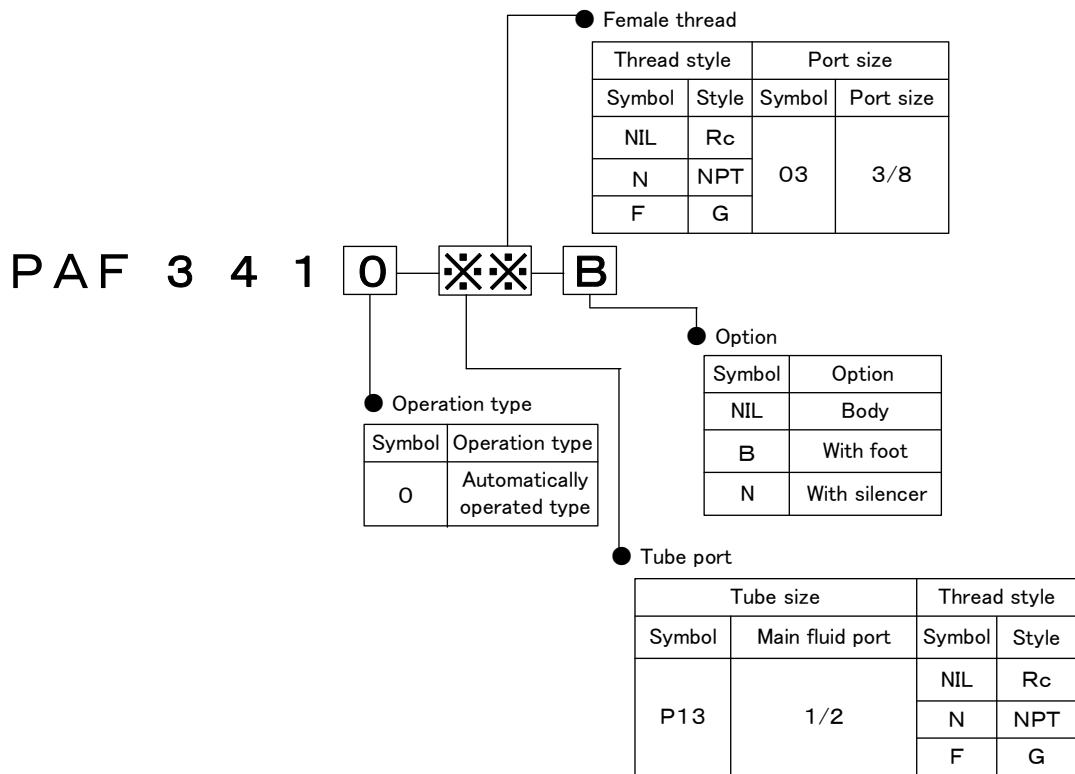 Female thread
Thread style Port size
Symbol Style Symbol Port size
NIL Rc
N NPT 03 3/8
F G
PAF 3 4 1 0 ※※ B
Option
Symbol Option
NIL Body
B With foot
N With silencer
Operation type
Symbol Operation type
0 Automatically
operated type
Tube port
Tube size Thread style
Symbol Main fluid port Symbol Style
NIL Rc
P13 1/2 N NPT
F G